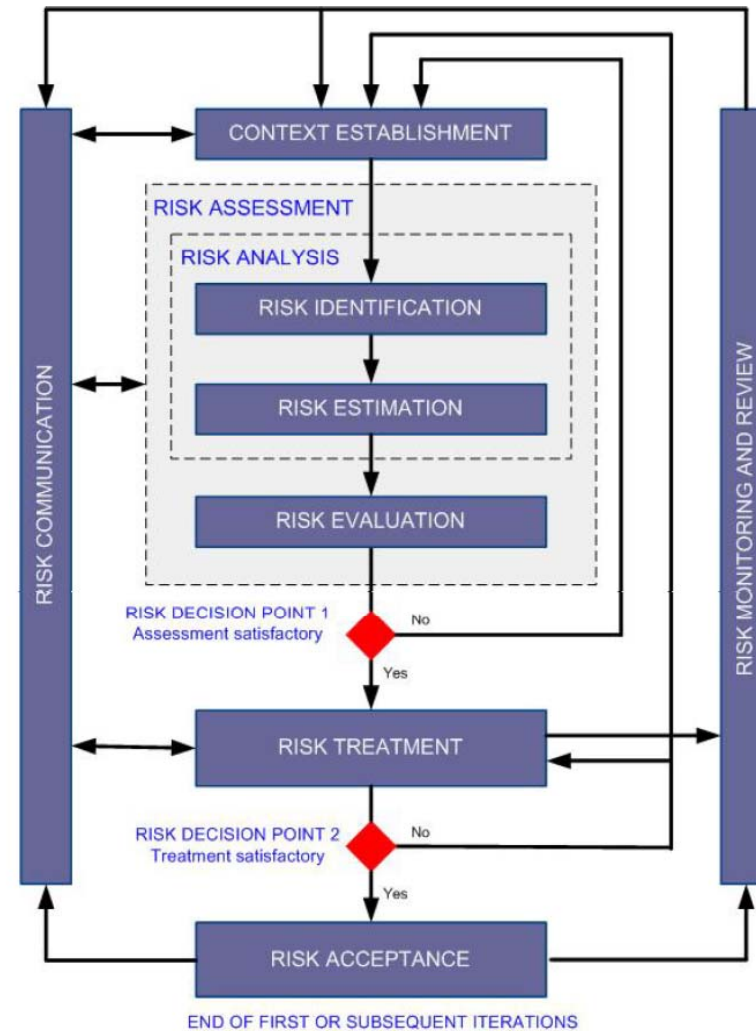 CONTEXT ESTABLISHMENT
RISK ASSESSMENT
RISK ANALYSIS
RISK IDENTIFICATION
RISK ESTIMATION
RISK EVALUATION
RISK COMMUNICATION
RISK MONITORING AND REVIEW
RISK DECISION POINT 1
Assessment satisfactory
No
Yes
RISK TREATMENT
RISK DECISION POINT 2
Treatment satisfactory
No
Yes
RISK ACCEPTANCE
END OF FIRST OR SUBSEQUENT ITERATIONS